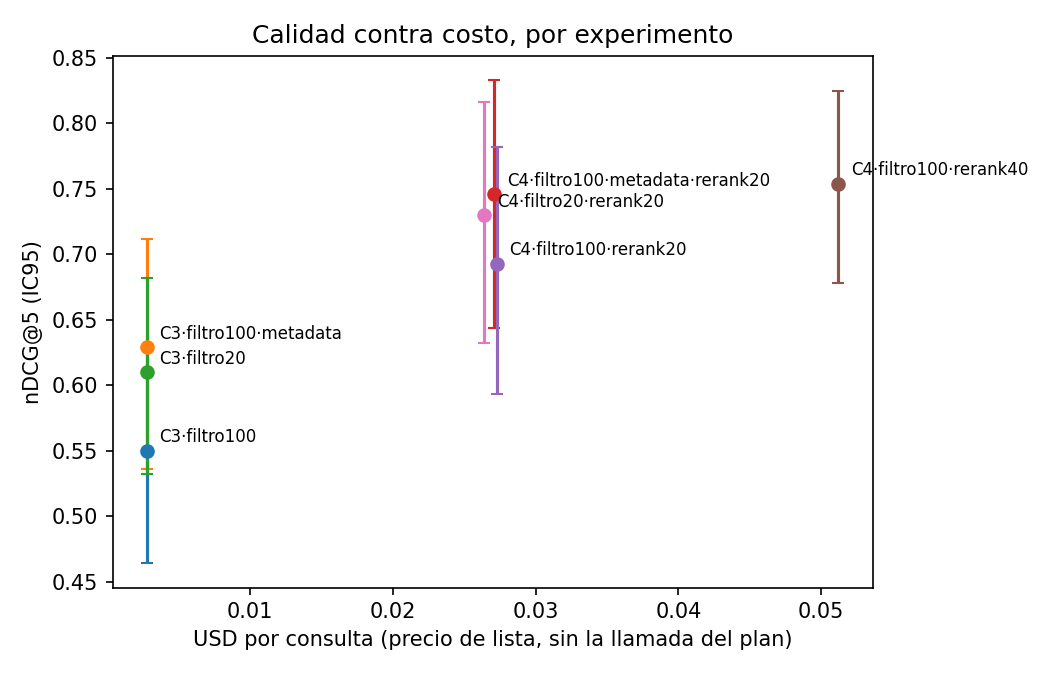 Calidad contra costo, por experimento
nDCG@5 (IC95)
0.85
0.80
0.75
0.70
0.65
0.60
0.55
0.50
0.45
C4·filtro100·rerank40
C4·filtro100·metadata·rerank20
C4·filtro20·rerank20
C4·filtro100·rerank20
C3·filtro100·metadata
C3·filtro20
C3·filtro100
0.01 0.02 0.03 0.04 0.05
USD por consulta (precio de lista, sin la llamada del plan)